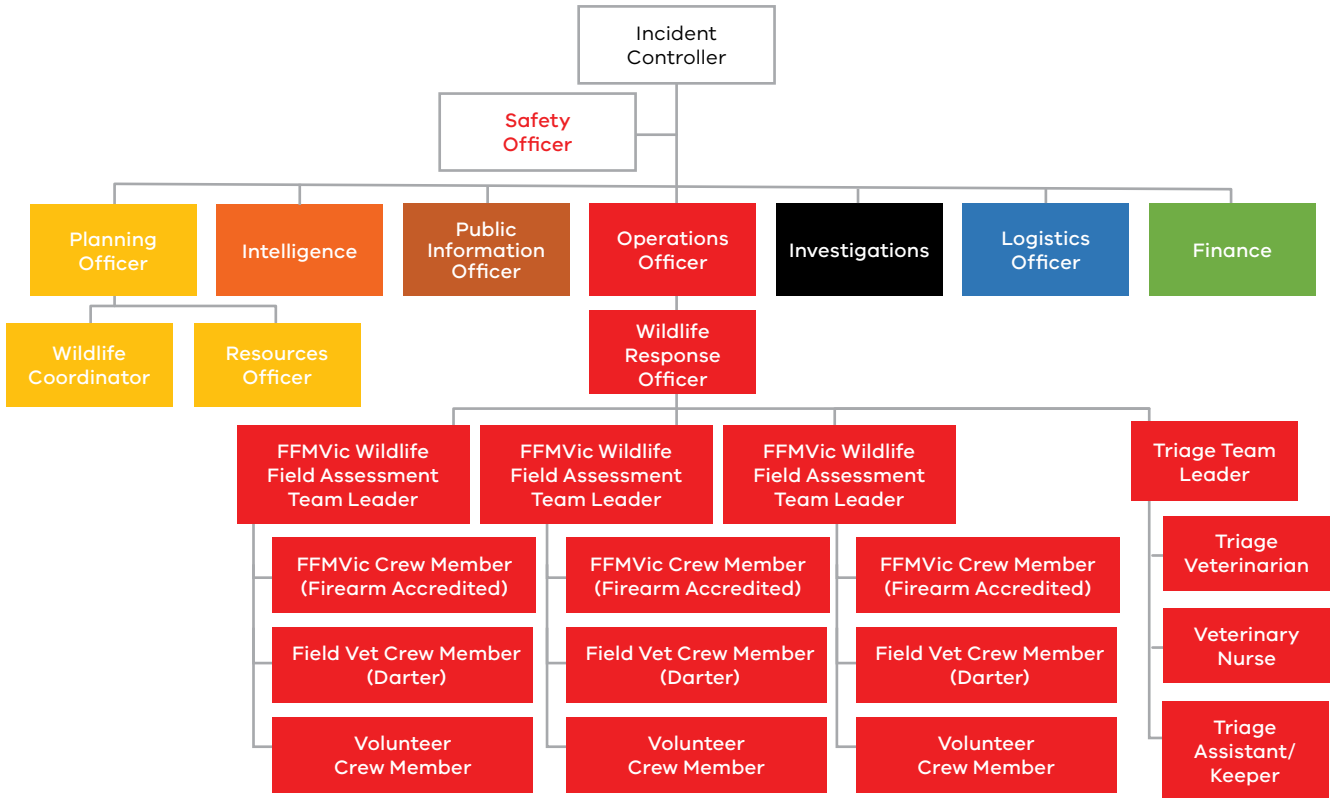 Incident
Controller
Safety
Officer
Planning
Officer
Intelligence
Public
Information
Officer
Operations
Officer
Investigations
Logistics
Officer
Finance
Wildlife
Coordinator
Resources
Officer
Wildlife
Response
Officer
FFMVic Wildlife
Field Assessment
Team Leader
FFMVic Wildlife
Field Assessment
Team Leader
FFMVic Wildlife
Field Assessment
Team Leader
Triage Team
Leader
FFMVic Crew Member
(Firearm Accredited)
FFMVic Crew Member
(Firearm Accredited)
FFMVic Crew Member
(Firearm Accredited)
Triage
Veterinarian
Field Vet Crew Member
(Darter)
Field Vet Crew Member
(Darter)
Field Vet Crew Member
(Darter)
Veterinary
Nurse
Volunteer
Crew Member
Volunteer
Crew Member
Volunteer
Crew Member
Triage
Assistant/
Keeper